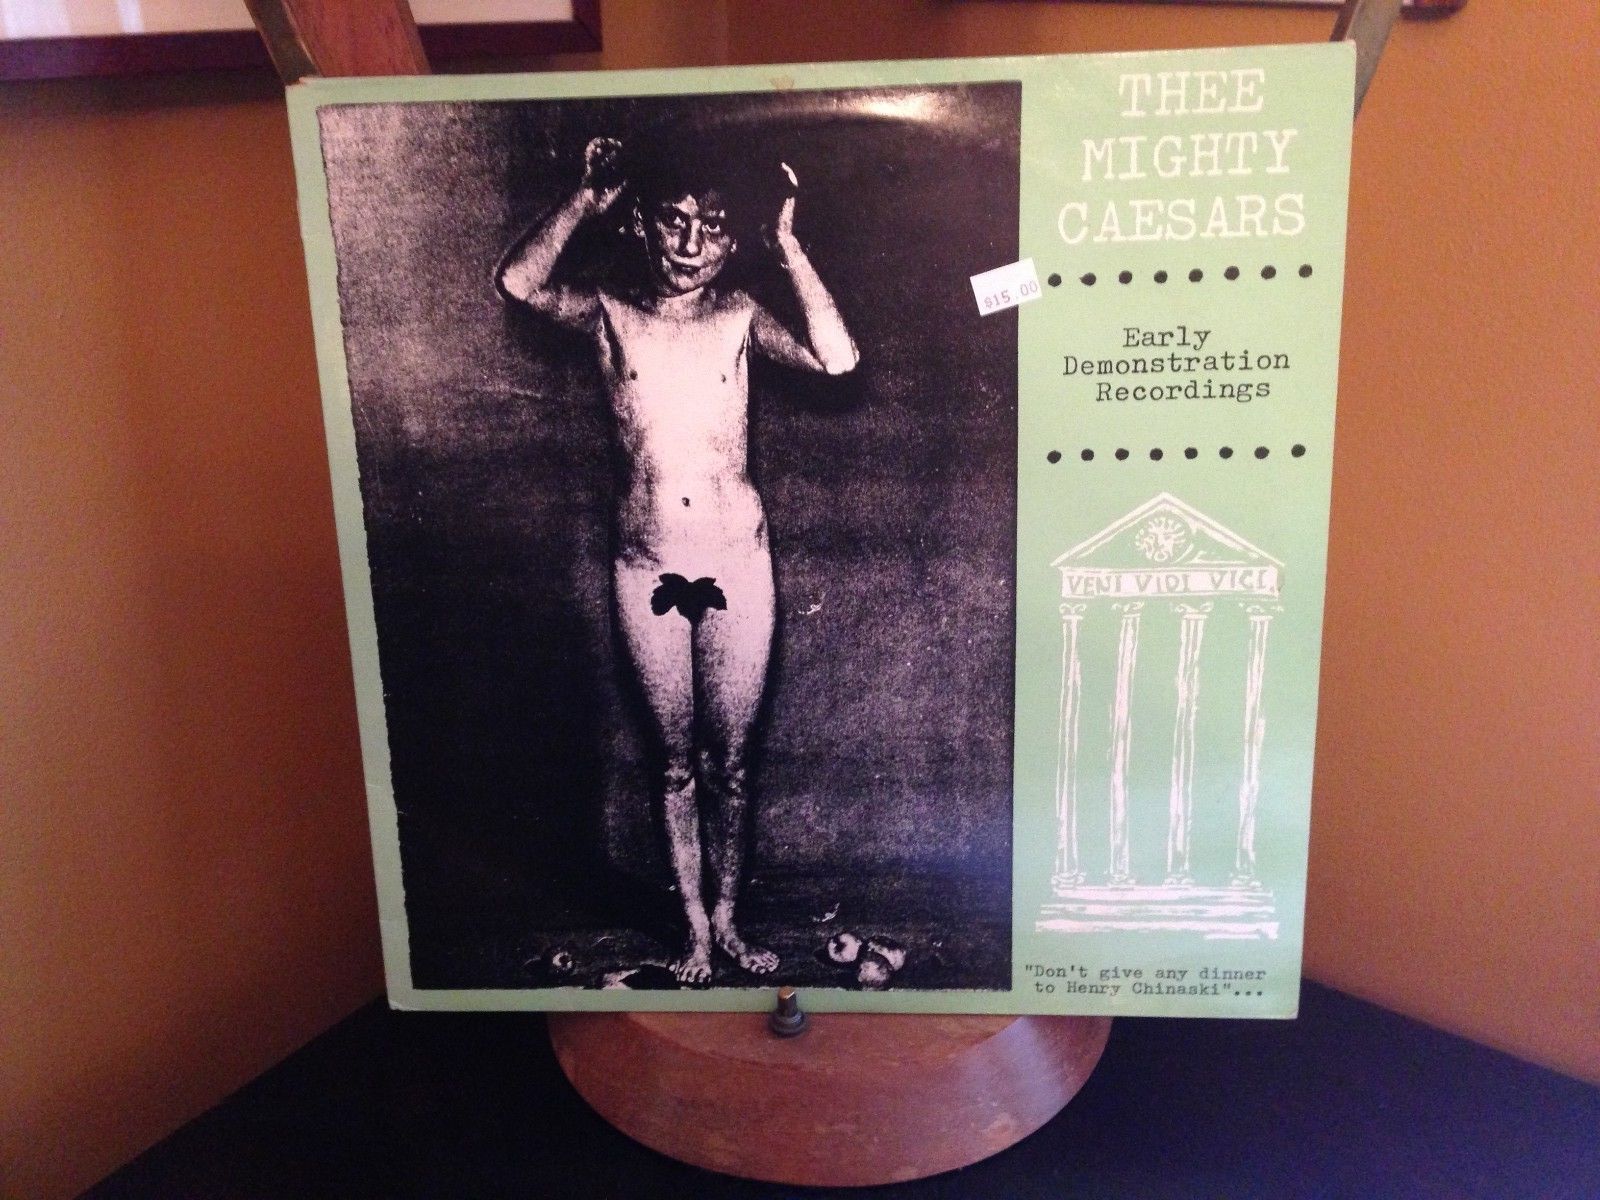 THEE
MIGHTY
CAESARS
$15.00
Early
Demonstration
Recordings
VENI VIDI VICI.
"Don't give any dinner
to Henry Chinaski"...